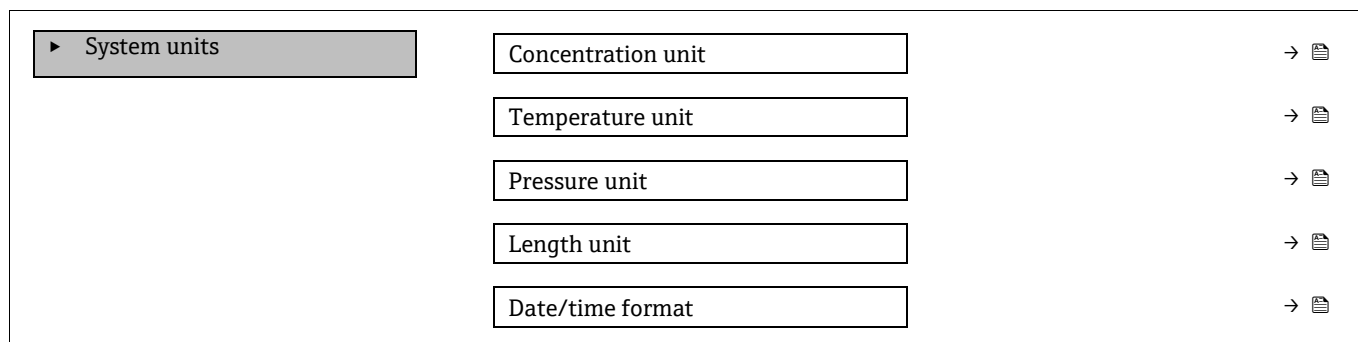 ▸ System units
Concentration unit → 🖹
Temperature unit → 🖹
Pressure unit → 🖹
Length unit → 🖹
Date/time format → 🖹